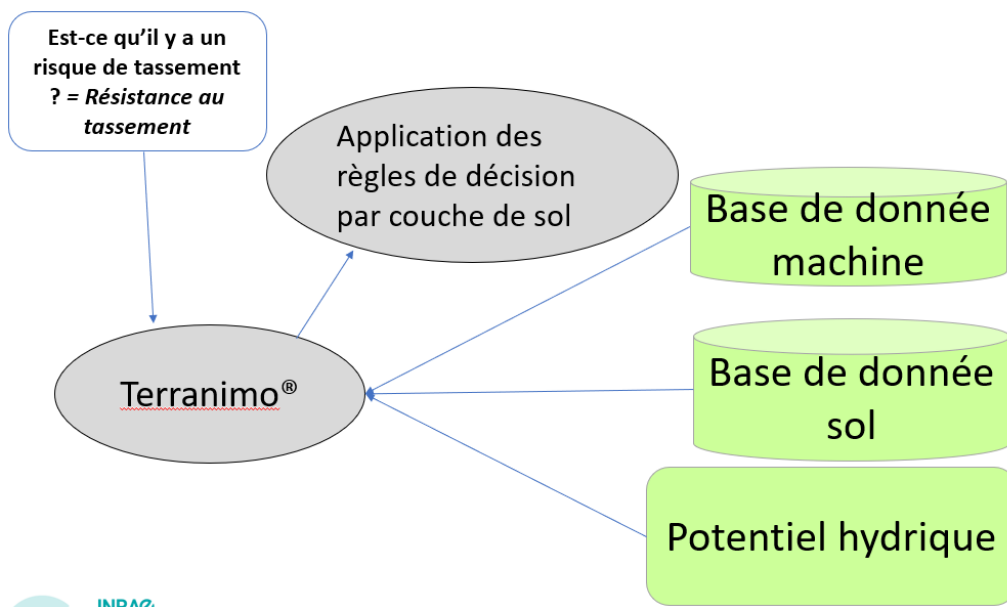 Est-ce qu'il y a un
risque de tassement
? = Résistance au
tassement
Application des
règles de décision
par couche de sol
Base de donnée
machine
Terranimo®
Base de donnée
sol
Potentiel hydrique
INRAE